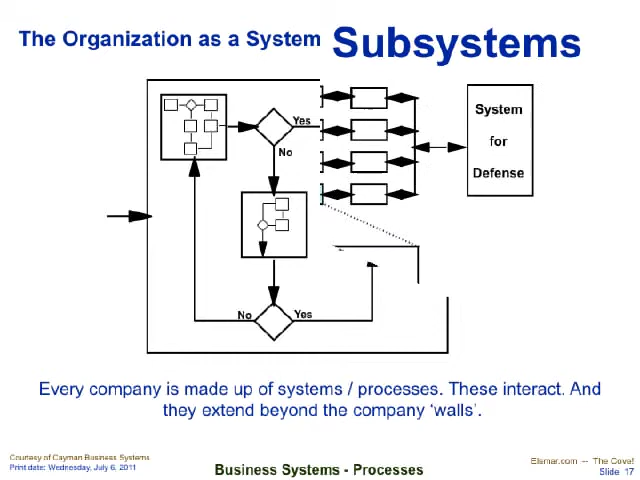 The Organization as a System
Subsystems
Yes
No
System
for
Defense
No
Yes
Every company is made up of systems / processes. These interact. And
they extend beyond the company ‘walls’.
Courtesy of Cayman Business Systems
Print date: Wednesday, July 6, 2011
Business Systems - Processes
Elsmar.com -- The Cove!
Slide 17